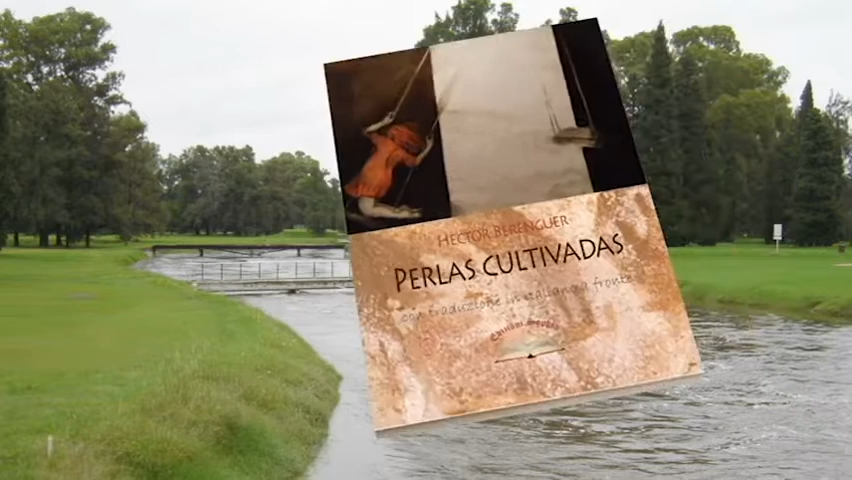 HECTOR BERENGUER
PERLAS CULTIVADAS
con traduzione in italiano a fronte